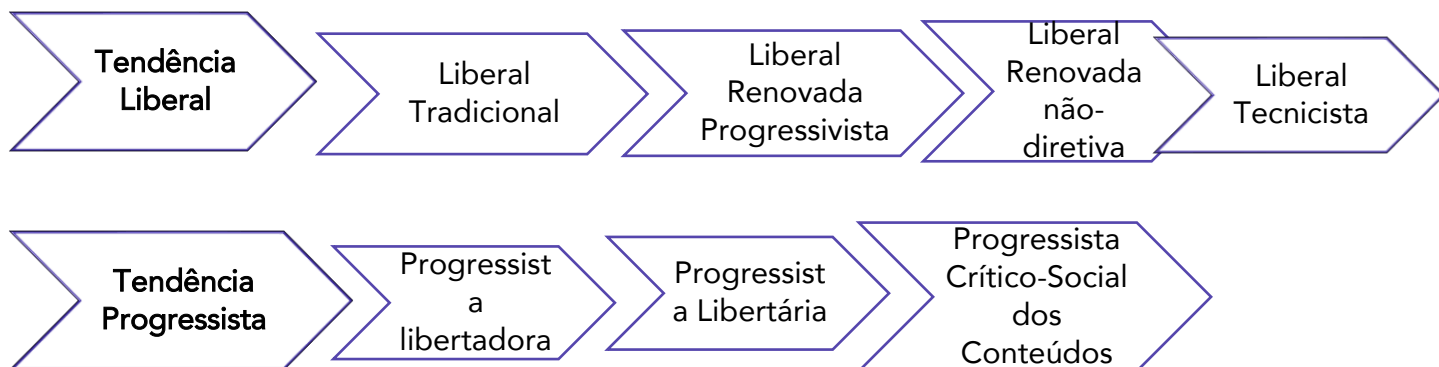 Tendência
Liberal
Liberal
Tradicional
Liberal
Renovada
Progressivista
Liberal
Renovada
não-
diretiva
Liberal
Tecnicista
Tendência
Progressista
Progressist
a
libertadora
Progressist
a Libertária
Progressista
Crítico-Social
dos
Conteúdos